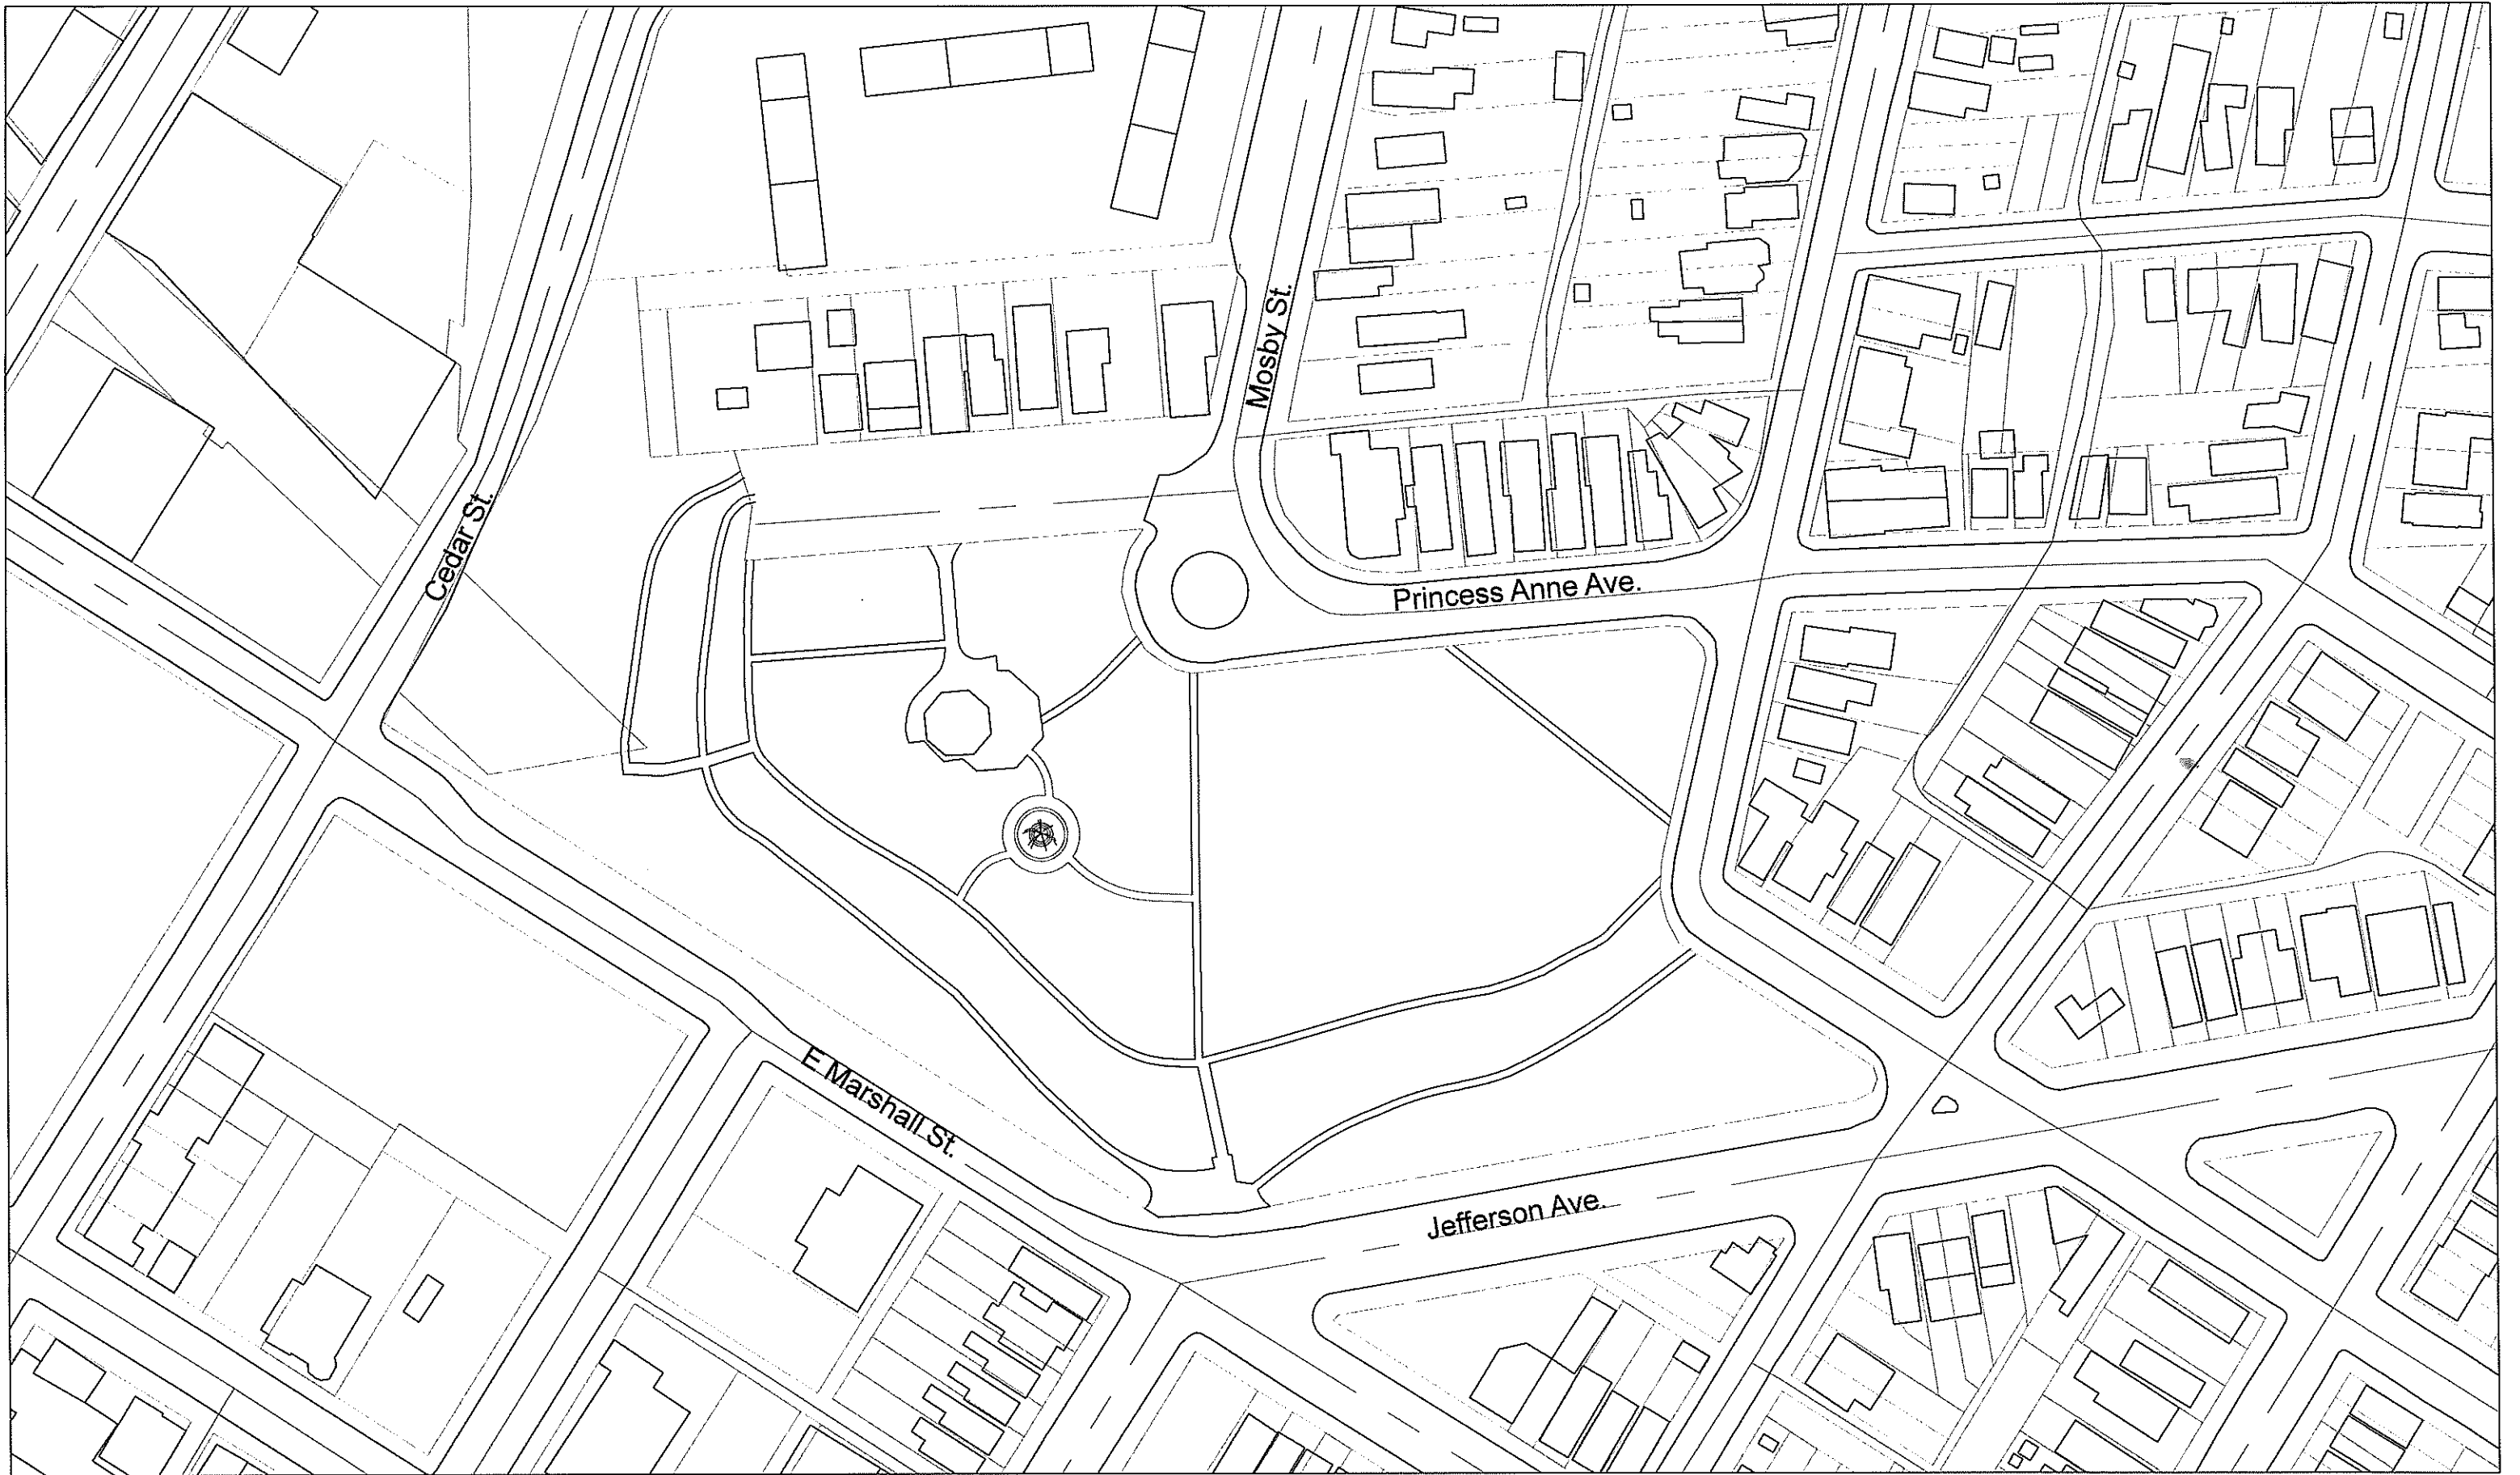 Mosby St.
Cedar St.
Princess Anne Ave.
E Marshall St.
Jefferson Ave.